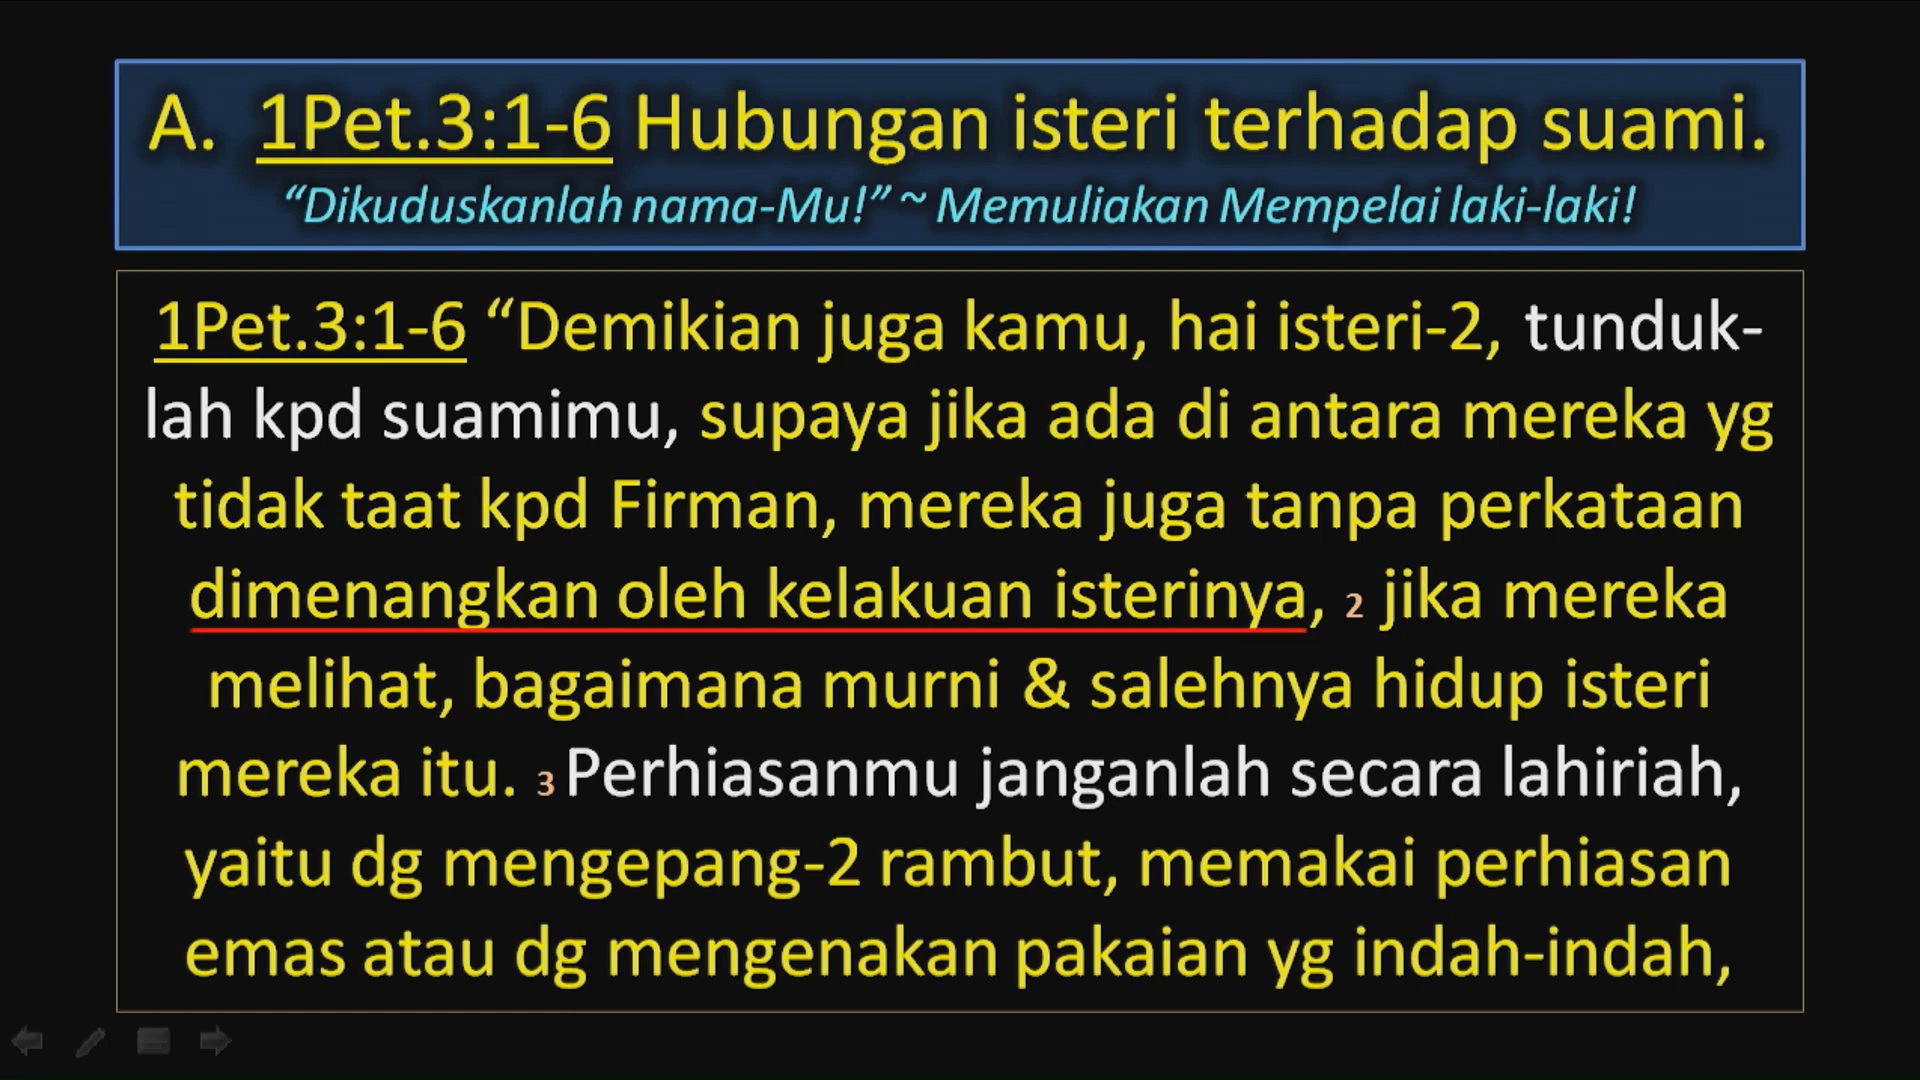 A. 1Pet.3:1-6 Hubungan isteri terhadap suami.
“Dikuduskanlah nama-Mu!” ~ Memuliakan Mempelai laki-laki!
1Pet.3:1-6 “Demikian juga kamu, hai isteri-2, tunduk-
lah kpd suamimu, supaya jika ada di antara mereka yg
tidak taat kpd Firman, mereka juga tanpa perkataan
dimenangkan oleh kelakuan isterinya, 2 jika mereka
melihat, bagaimana murni & salehnya hidup isteri
mereka itu. 3 Perhiasanmu janganlah secara lahiriah,
yaitu dg mengepang-2 rambut, memakai perhiasan
emas atau dg mengenakan pakaian yg indah-indah,